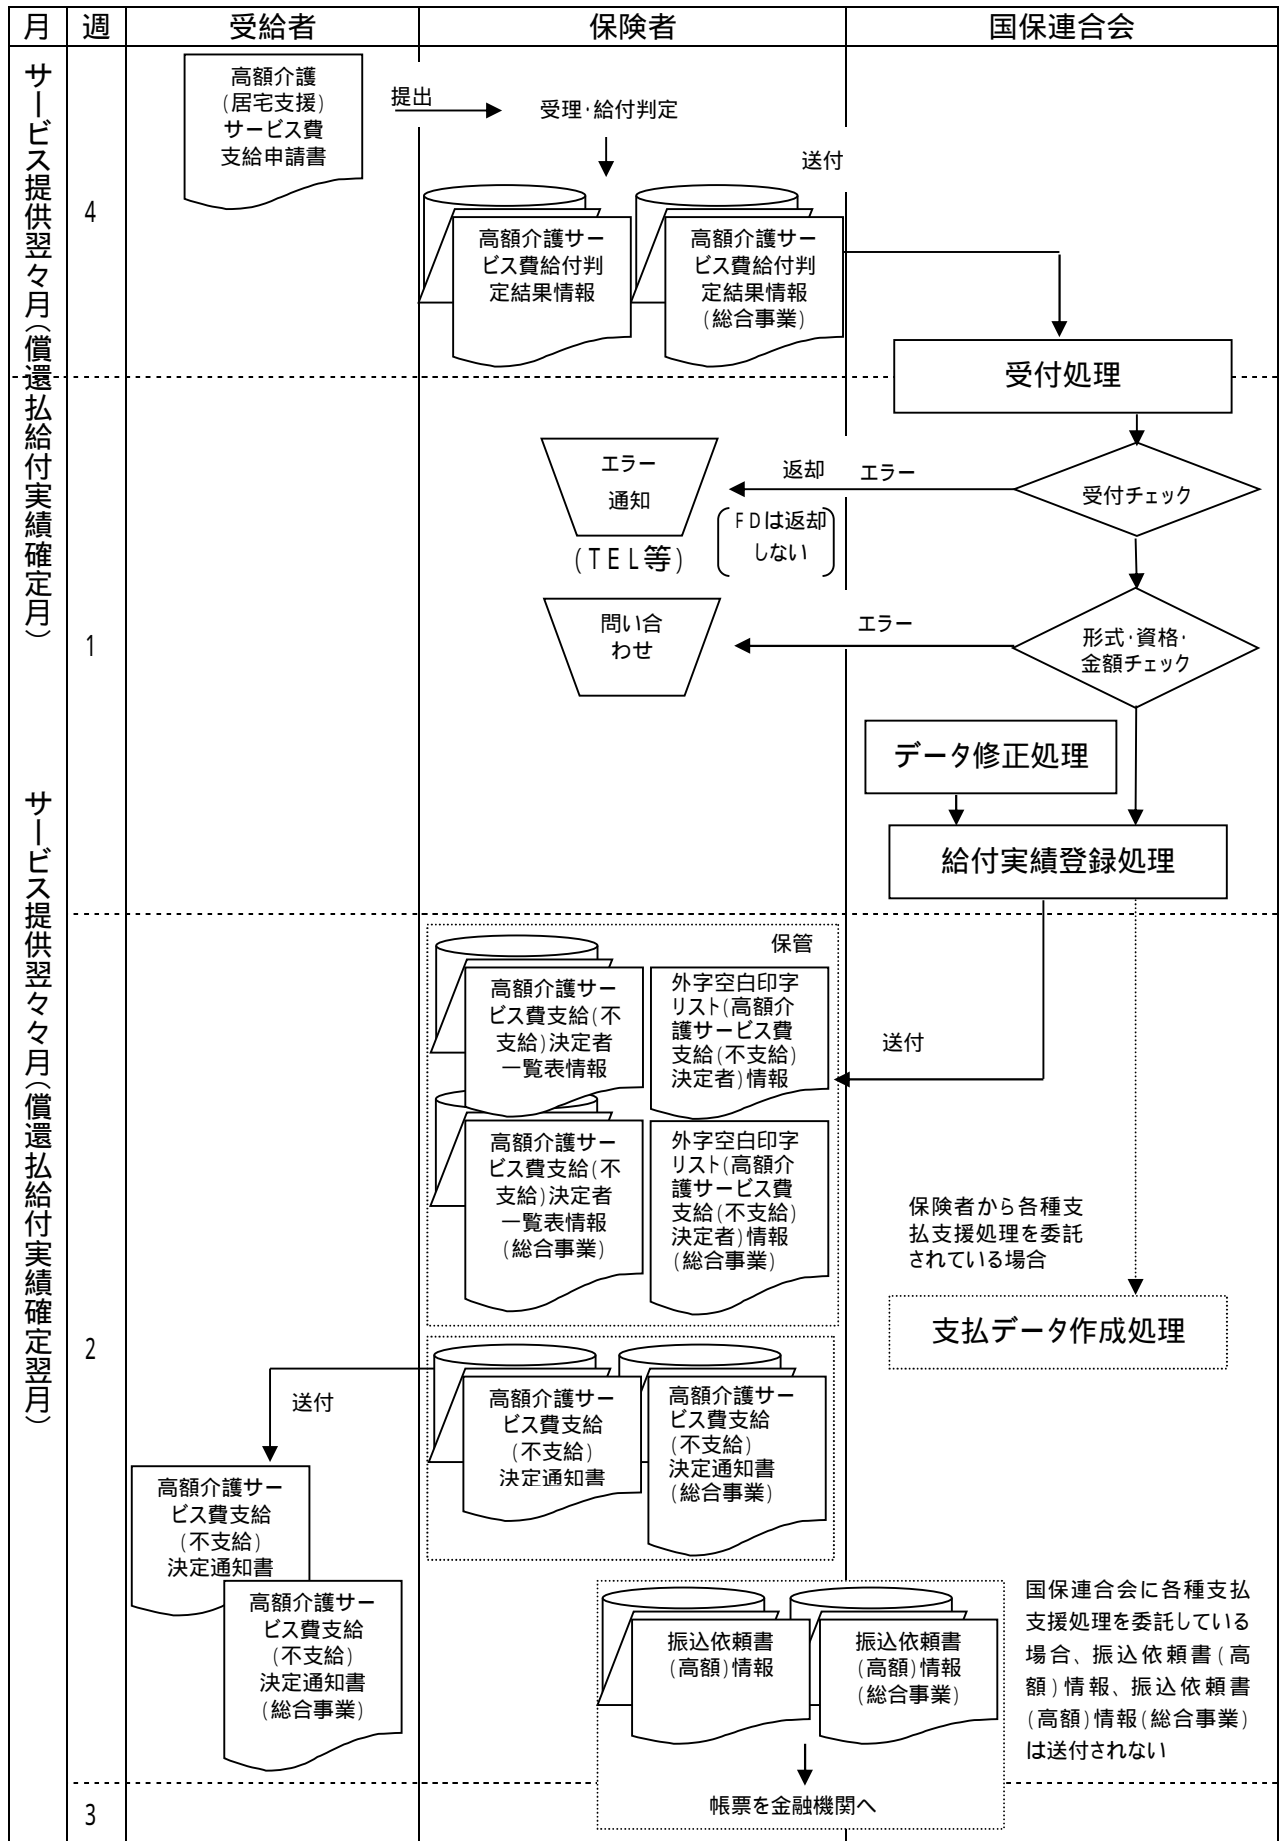 月 週 受給者 保険者 国保連合会
サービス提供翌々月(償還払給付実績確定月)
4
高額介護
(居宅支援)
サービス費
支給申請書
提出
受理・給付判定
送付
高額介護サー
ビス費給付判
定結果情報
高額介護サー
ビス費給付判
定結果情報
(総合事業)
受付処理
1
エラー
通知
(TEL等)
返却 エラー
FDは返却
しない
受付チェック
問い合
わせ
エラー
形式・資格・
金額チェック
データ修正処理
給付実績登録処理
サービス提供翌々々月(償還払給付実績確定翌月)
2
保管
高額介護サー
ビス費支給(不
支給)決定者
一覧表情報
外字空白印字
リスト(高額介
護サービス費
支給(不支給)
決定者)情報
送付
高額介護サー
ビス費支給(不
支給)決定者
一覧表情報
(総合事業)
外字空白印字
リスト(高額介
護サービス費
支給(不支給)
決定者)情報
(総合事業)
保険者から各種支
払支援処理を委託
されている場合
支払データ作成処理
送付
高額介護サー
ビス費支給
(不支給)
決定通知書
高額介護サー
ビス費支給
(不支給)
決定通知書
(総合事業)
高額介護サー
ビス費支給
(不支給)
決定通知書
高額介護サー
ビス費支給
(不支給)
決定通知書
(総合事業)
振込依頼書
(高額)情報
振込依頼書
(高額)情報
(総合事業)
国保連合会に各種支払
支援処理を委託している
場合、振込依頼書(高
額)情報、振込依頼書
(高額)情報(総合事業)
は送付されない
3
帳票を金融機関へ